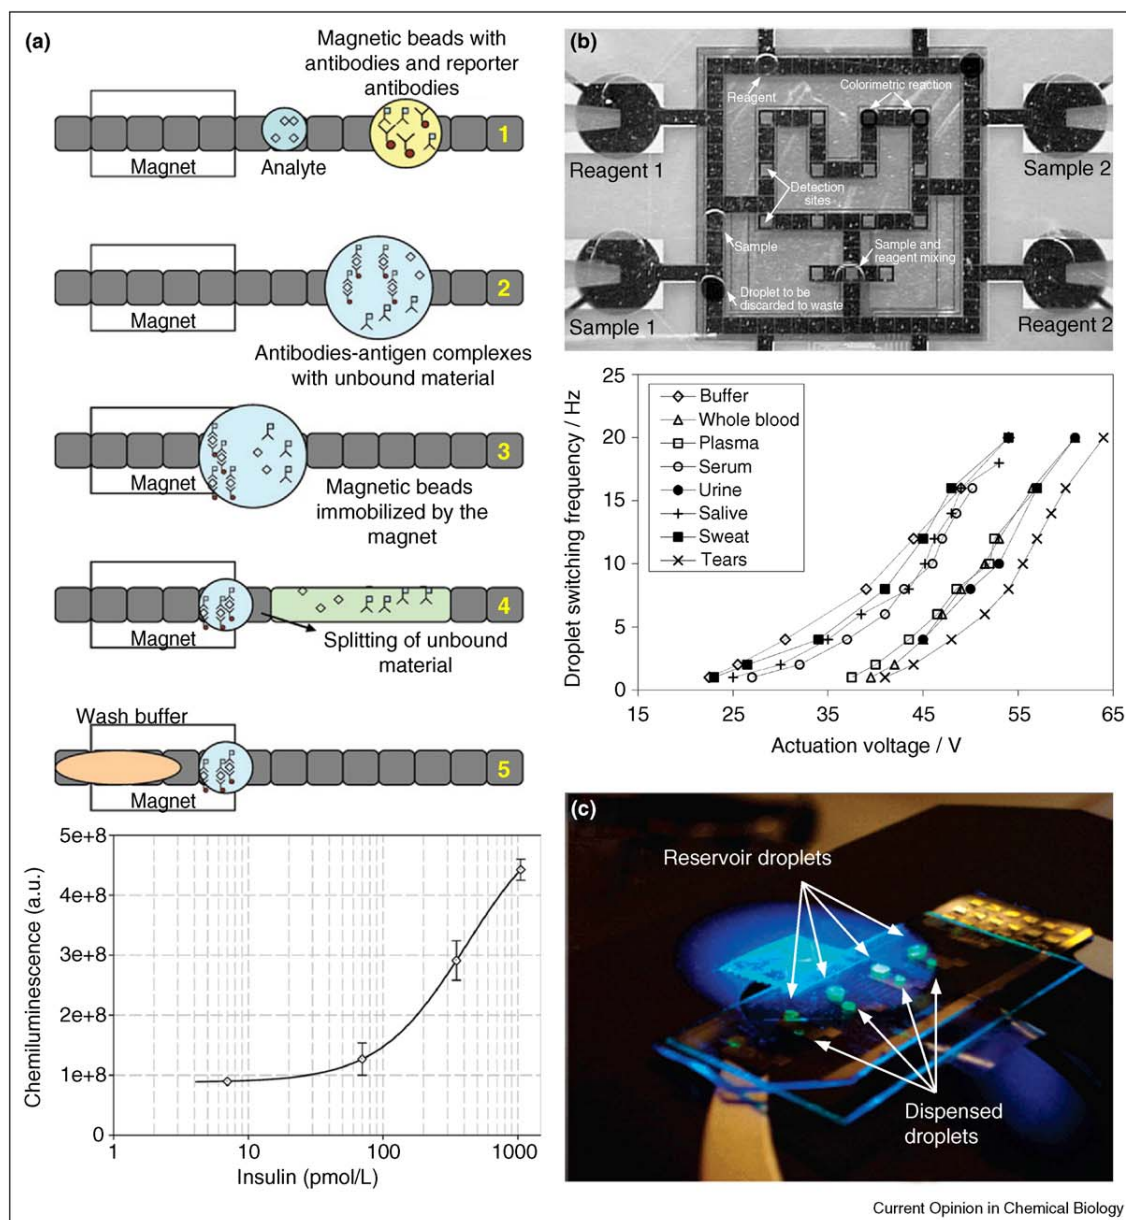 (a)
Magnetic beads with
antibodies and reporter
antibodies
1
Magnet
Analyte
2
Magnet
Antibodies-antigen complexes
with unbound material
3
Magnet
Magnetic beads
immobilized by the
magnet
4
Magnet
Splitting of unbound
material
Wash buffer
5
Magnet
5e+8
4e+8
3e+8
2e+8
1e+8
0
Chemiluminescence (a.u.)
1
10
100
1000
Insulin (pmol/L)
(b)
Reagent
Colorimetric reaction
Reagent 1
Sample 2
Detection
sites
Sample
Sample and
reagent mixing
Droplet to be
discarded to waste
Sample 1
Reagent 2
25
20
15
10
5
0
Droplet switching frequency / Hz
Buffer
Whole blood
Plasma
Serum
Urine
Salive
Sweat
Tears
15
25
35
45
55
65
Actuation voltage / V
(c)
Reservoir droplets
Dispensed
droplets
Current Opinion in Chemical Biology